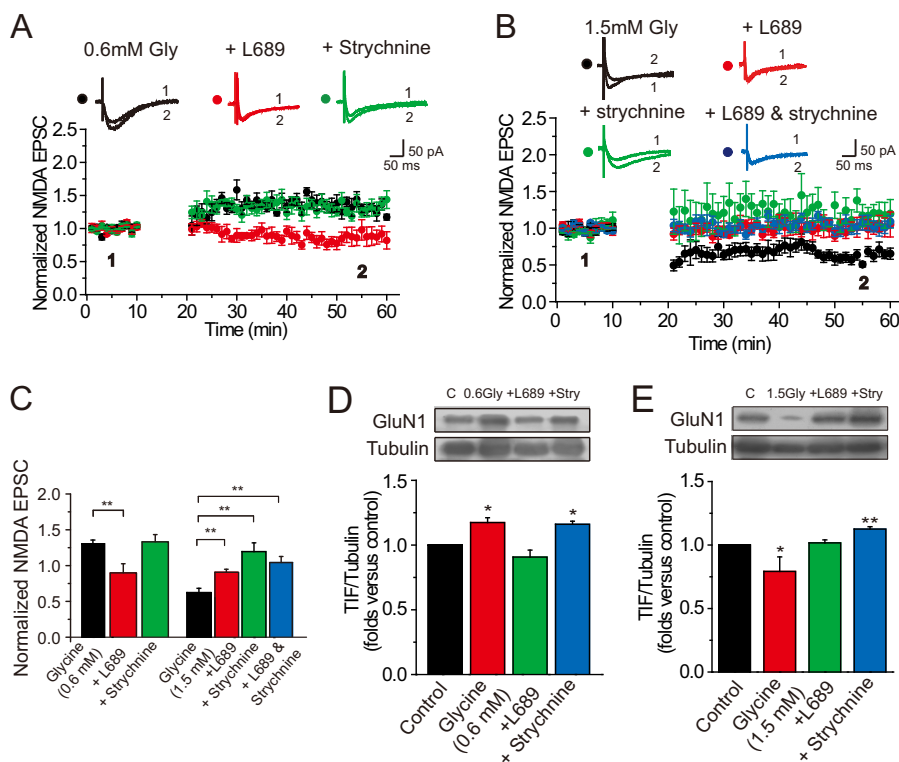 A
0.6mM Gly
+ L689
+ Strychnine
1
2
1
2
1
2
50 pA
50 ms
Normalized NMDA EPSC
2.5
2.0
1.5
1.0
0.5
0.0
1
2
0 10 20 30 40 50 60
Time (min)
B
1.5mM Gly
+ L689
2
1
1
2
+ strychnine
+ L689 & strychnine
1
2
1
2
50 pA
50 ms
Normalized NMDA EPSC
2.5
2.0
1.5
1.0
0.5
0.0
1
2
0 10 20 30 40 50 60
Time (min)
C
Normalized NMDA EPSC
2.0
1.5
1.0
0.5
0.0
**
**
**
**
Glycine
(0.6 mM)
+ L689
+ Strychnine
Glycine
(1.5 mM)
+L689
+ Strychnine
+ L689 &
Strychnine
D
C 0.6Gly +L689 +Stry
GluN1
Tubulin
TIF/Tubulin
(folds versus control)
1.5
1.0
0.5
0.0
*
*
Control
Glycine
(0.6 mM)
+L689
+ Strychnine
E
C 1.5Gly +L689 +Stry
GluN1
Tubulin
TIF/Tubulin
(folds versus control)
1.5
1.0
0.5
0.0
*
**
Control
Glycine
(1.5 mM)
+L689
+ Strychnine